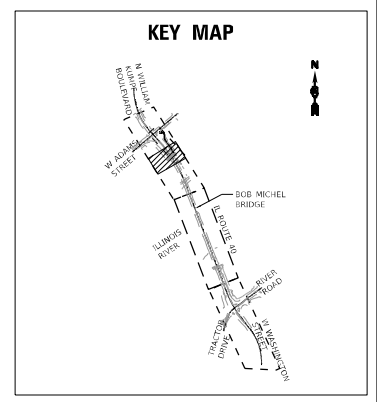 KEY MAP
N
N WILLIAM
KUMPF
BOULEVARD
W ADAMS
STREET
BOB MICHEL
BRIDGE
IL ROUTE 40
ILLINOIS
RIVER
RIVER
ROAD
TRACTOR
DRIVE
W WASHINGTON
STREET